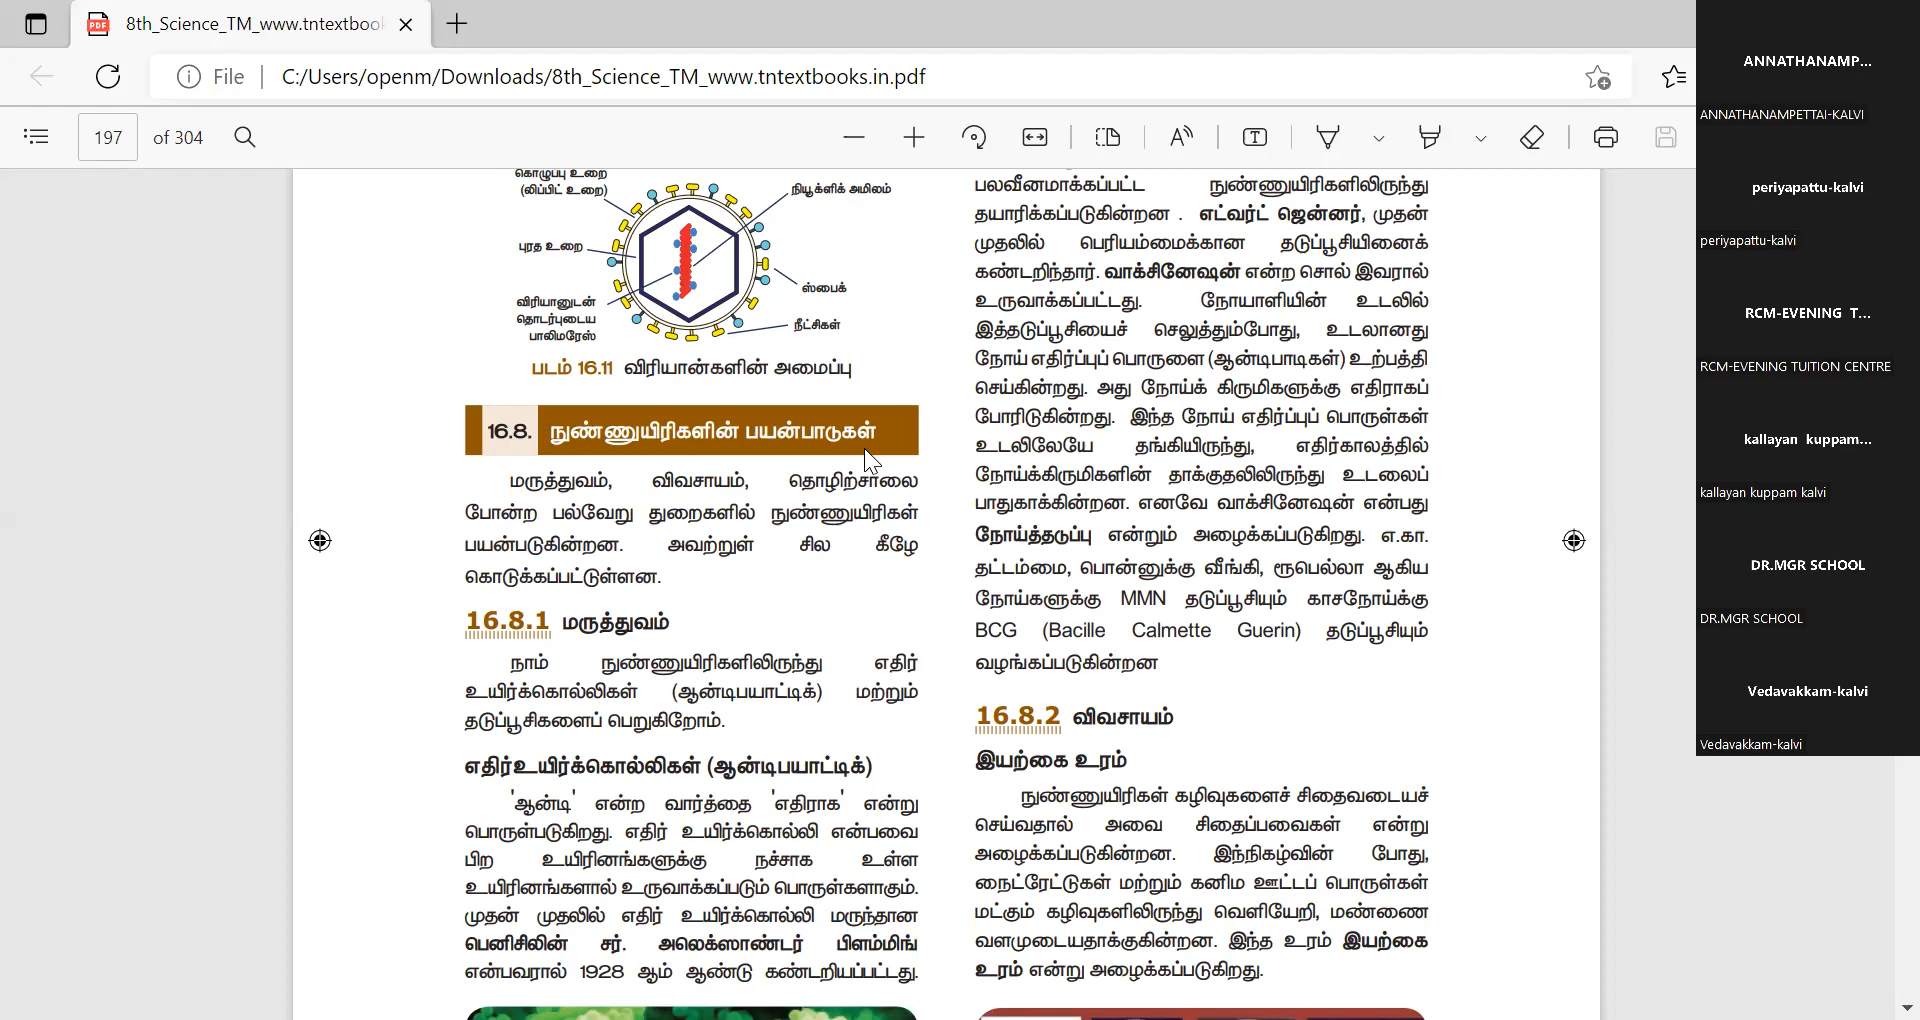 8th_Science_TM_www.tntextboo
File
C:/Users/openm/Downloads/8th_Science_TM_www.tntextbooks.in.pdf
197 of 304
கொழுப்பு உறை
(லிப்பிட் உறை)
நியூக்ளிக் அமிலம்
புரத உறை
ஸ்பைக்
விரியானுடன்
தொடர்புடைய
பாலிமரேஸ்
நீட்சிகள்
படம் 16.11 விரியான்களின் அமைப்பு
16.8. நுண்ணுயிரிகளின் பயன்பாடுகள்
மருத்துவம், விவசாயம், தொழிற்சாலை
போன்ற பல்வேறு துறைகளில் நுண்ணுயிரிகள்
பயன்படுகின்றன. அவற்றுள் சில கீழே
கொடுக்கப்பட்டுள்ளன.
16.8.1 மருத்துவம்
நாம் நுண்ணுயிரிகளிலிருந்து எதிர்
உயிர்க்கொல்லிகள் (ஆன்டிபயாட்டிக்) மற்றும்
தடுப்பூசிகளைப் பெறுகிறோம்.
எதிர்உயிர்க்கொல்லிகள் (ஆன்டிபயாட்டிக்)
'ஆன்டி' என்ற வார்த்தை 'எதிராக' என்று
பொருள்படுகிறது. எதிர் உயிர்க்கொல்லி என்பவை
பிற உயிரினங்களுக்கு நச்சாக உள்ள
உயிரினங்களால் உருவாக்கப்படும் பொருள்களாகும்.
முதன் முதலில் எதிர் உயிர்க்கொல்லி மருந்தான
பெனிசிலின் சர். அலெக்ஸாண்டர் பிளம்மிங்
என்பவரால் 1928 ஆம் ஆண்டு கண்டறியப்பட்டது.
பலவீனமாக்கப்பட்ட நுண்ணுயிரிகளிலிருந்து
தயாரிக்கப்படுகின்றன . எட்வர்ட் ஜென்னர், முதன்
முதலில் பெரியம்மைக்கான தடுப்பூசியினைக்
கண்டறிந்தார். வாக்சினேஷன் என்ற சொல் இவரால்
உருவாக்கப்பட்டது. நோயாளியின் உடலில்
இத்தடுப்பூசியைச் செலுத்தும்போது, உடலானது
நோய் எதிர்ப்புப் பொருளை (ஆன்டிபாடிகள்) உற்பத்தி
செய்கின்றது. அது நோய்க் கிருமிகளுக்கு எதிராகப்
போரிடுகின்றது. இந்த நோய் எதிர்ப்புப் பொருள்கள்
உடலிலேயே தங்கியிருந்து, எதிர்காலத்தில்
நோய்க்கிருமிகளின் தாக்குதலிலிருந்து உடலைப்
பாதுகாக்கின்றன. எனவே வாக்சினேஷன் என்பது
நோய்த்தடுப்பு என்றும் அழைக்கப்படுகிறது. எ.கா.
தட்டம்மை, பொன்னுக்கு வீங்கி, ரூபெல்லா ஆகிய
நோய்களுக்கு MMN தடுப்பூசியும் காசநோய்க்கு
BCG (Bacille Calmette Guerin) தடுப்பூசியும்
வழங்கப்படுகின்றன
16.8.2 விவசாயம்
இயற்கை உரம்
நுண்ணுயிரிகள் கழிவுகளைச் சிதைவடையச்
செய்வதால் அவை சிதைப்பவைகள் என்று
அழைக்கப்படுகின்றன. இந்நிகழ்வின் போது,
நைட்ரேட்டுகள் மற்றும் கனிம ஊட்டப் பொருள்கள்
மட்கும் கழிவுகளிலிருந்து வெளியேறி, மண்ணை
வளமுடையதாக்குகின்றன. இந்த உரம் இயற்கை
உரம் என்று அழைக்கப்படுகிறது.
ANNATHANAMP...
ANNATHANAMPETTAI-KALVI
periyapattu-kalvi
periyapattu-kalvi
RCM-EVENING T...
RCM-EVENING TUITION CENTRE
kallayan kuppam...
kallayan kuppam kalvi
DR.MGR SCHOOL
DR.MGR SCHOOL
Vedavakkam-kalvi
Vedavakkam-kalvi